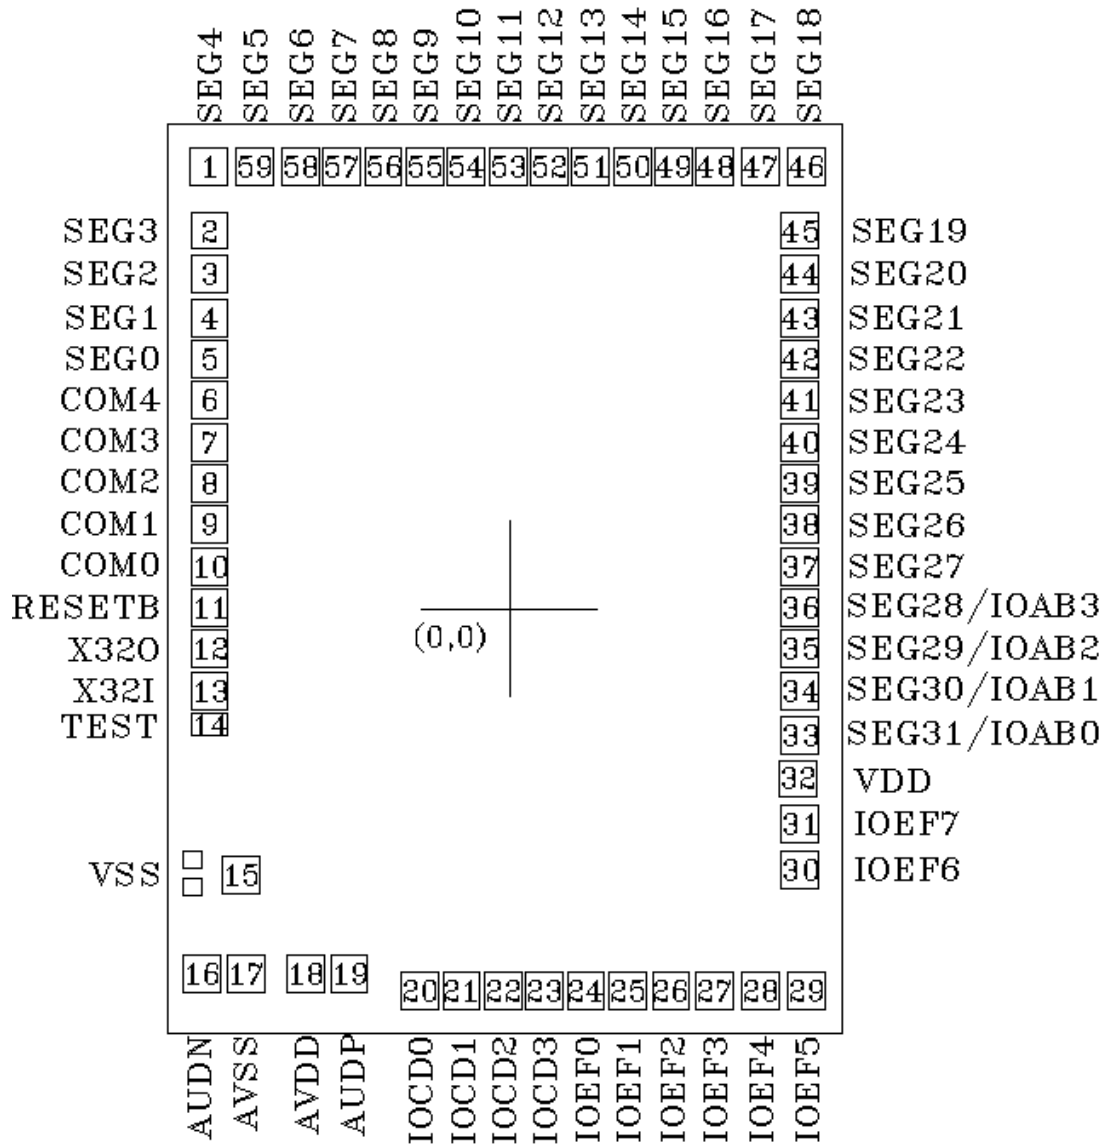 SEG4 SEG5 SEG6 SEG7 SEG8 SEG9 SEG10 SEG11 SEG12 SEG13 SEG14 SEG15 SEG16 SEG17 SEG18
1 59 58 57 56 55 54 53 52 51 50 49 48 47 46
SEG3 2 45 SEG19
SEG2 3 44 SEG20
SEG1 4 43 SEG21
SEG0 5 42 SEG22
COM4 6 41 SEG23
COM3 7 40 SEG24
COM2 8 39 SEG25
COM1 9 38 SEG26
COM0 10 37 SEG27
RESETB 11 36 SEG28/IOAB3
(0,0)
X32O 12 35 SEG29/IOAB2
X32I 13 34 SEG30/IOAB1
TEST 14 33 SEG31/IOAB0
32 VDD
31 IOEF7
VSS 15 30 IOEF6
16 17 18 19 20 21 22 23 24 25 26 27 28 29
AUDN AVSS AVDD AUDP IOCD0 IOCD1 IOCD2 IOCD3 IOEF0 IOEF1 IOEF2 IOEF3 IOEF4 IOEF5